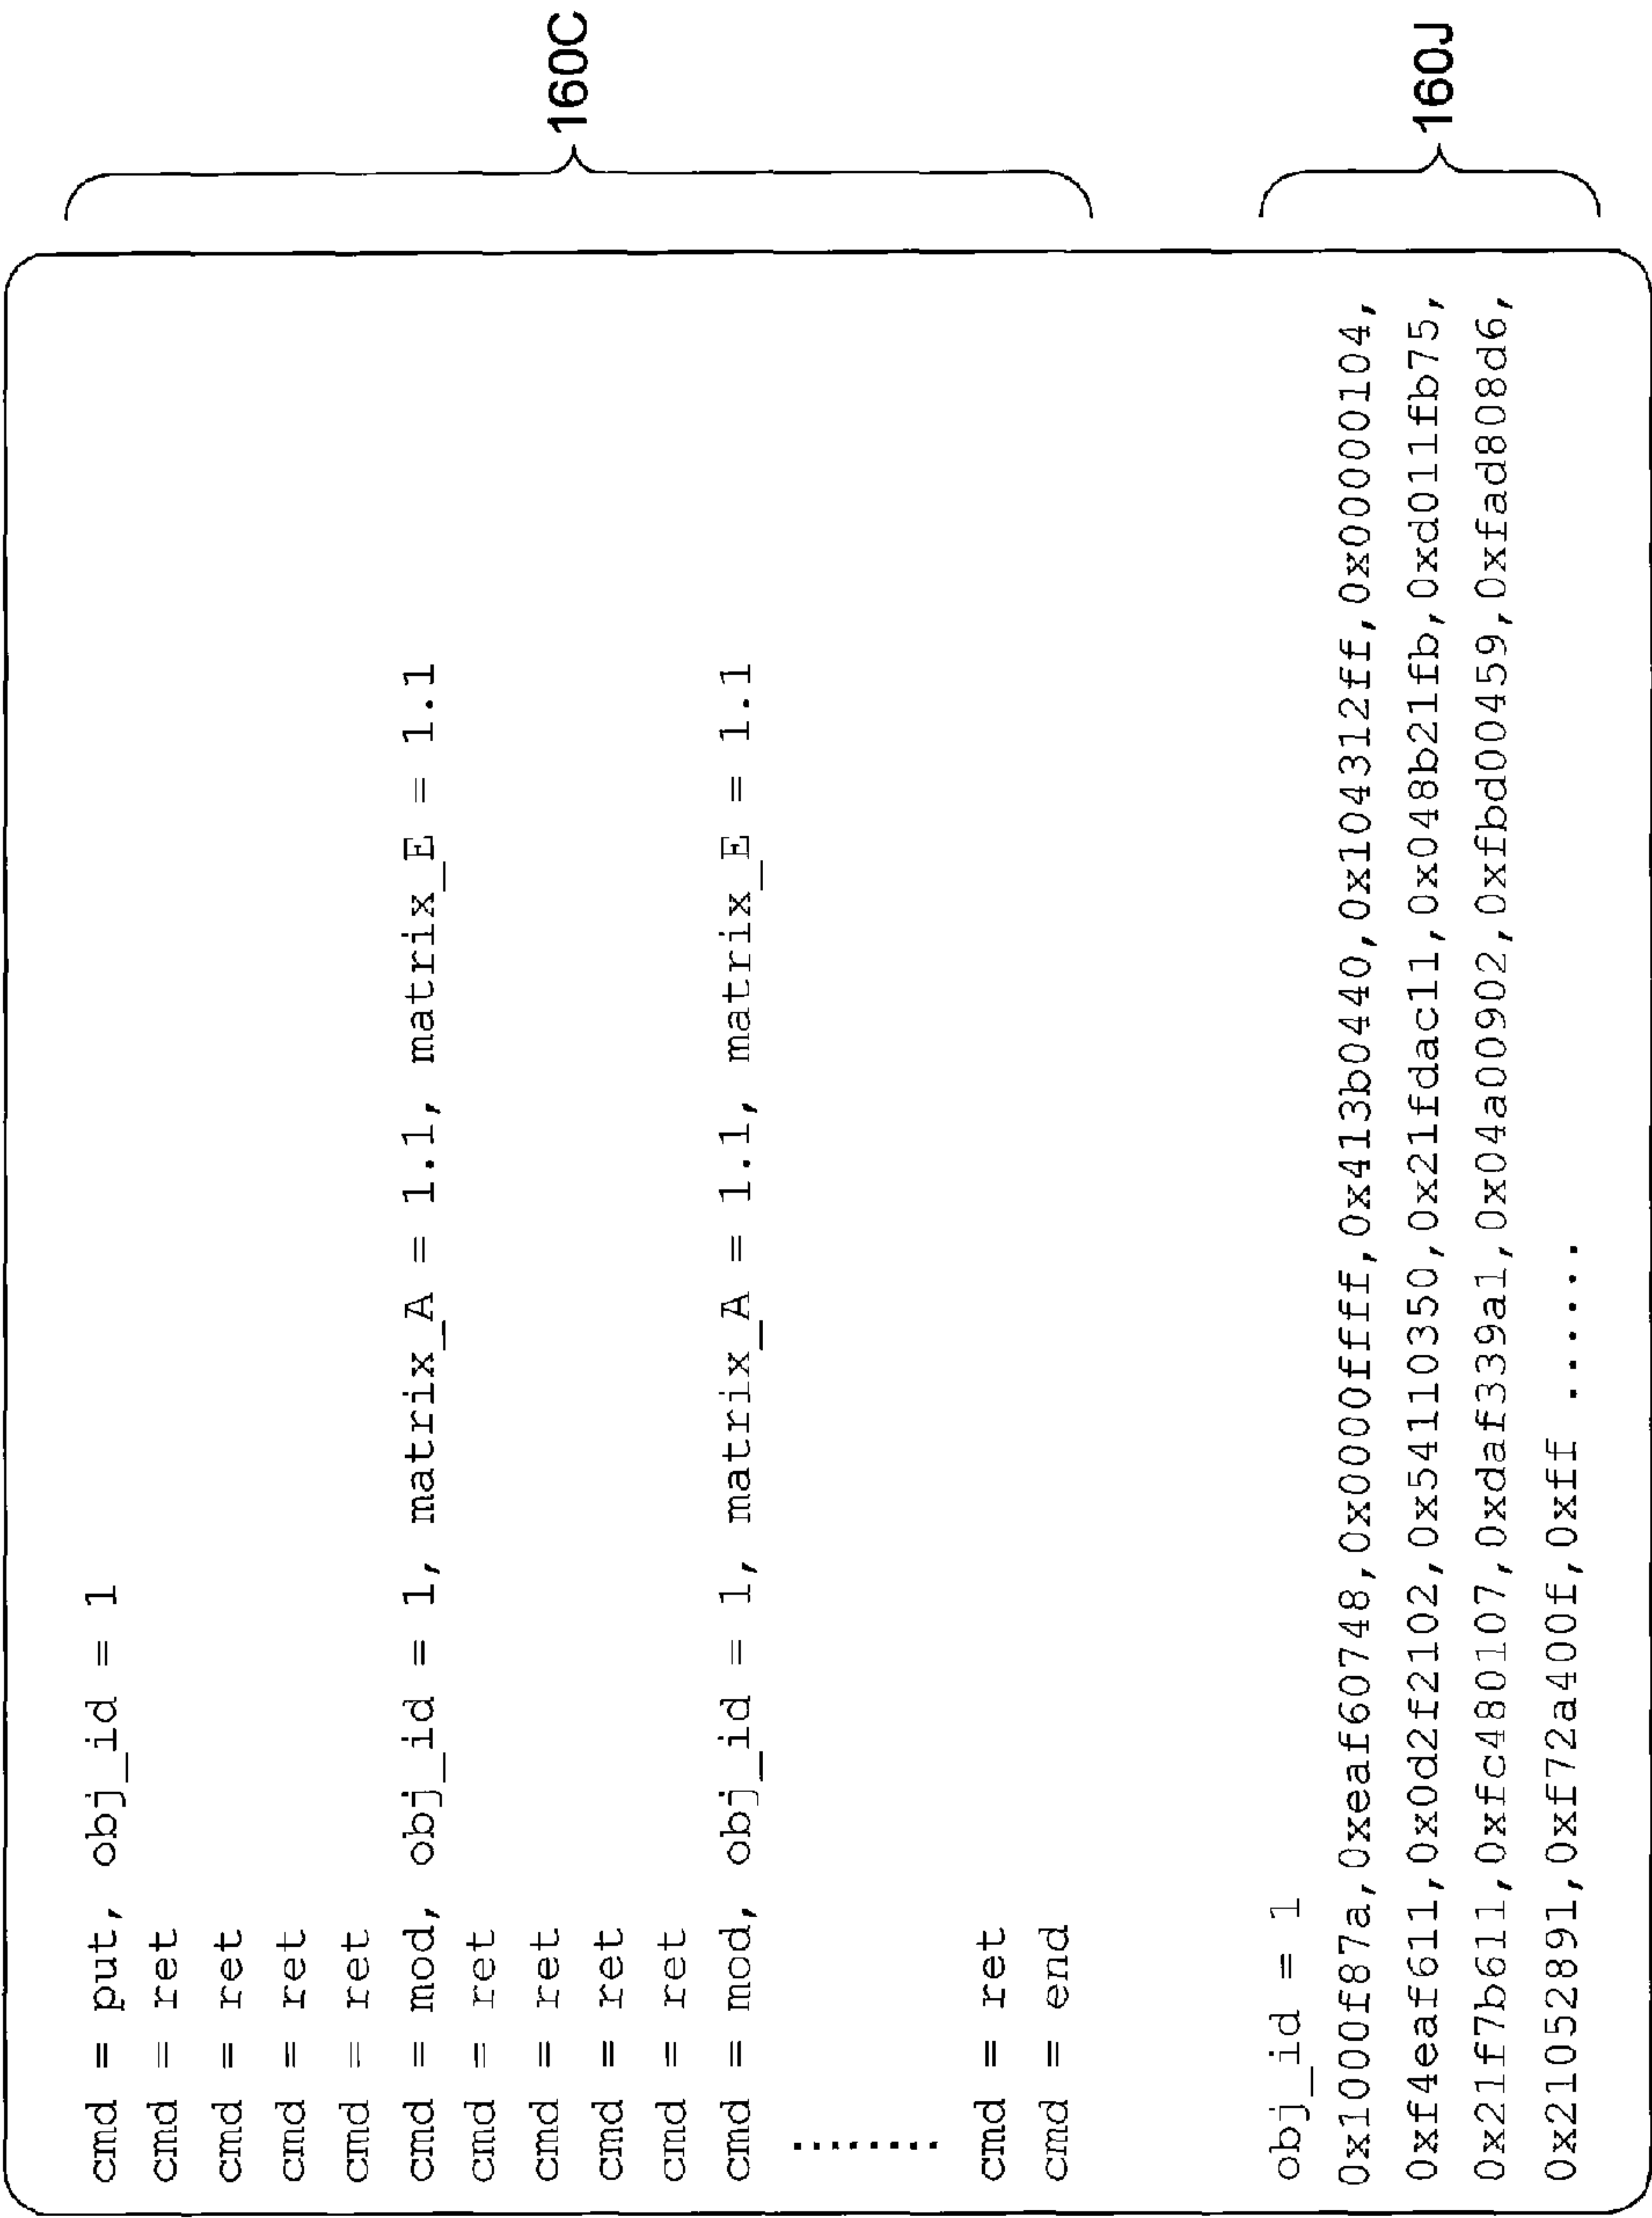 cmd = put, obj_id = 1
cmd = ret
cmd = ret
cmd = ret
cmd = ret
cmd = mod, obj_id = 1, matrix_A = 1.1, matrix_E = 1.1
cmd = ret
cmd = ret
cmd = ret
cmd = ret
cmd = mod, obj_id = 1, matrix_A = 1.1, matrix_E = 1.1
........
cmd = ret
cmd = end
160C
obj_id = 1
0x1000f87a,0xeaf60748,0x0000ffff,0x413b0440,0x104312ff,0x00000104,
0xf4eaf611,0x0d2f2102,0x54110350,0x21fdac11,0x048b21fb,0xd011fb75,
0x21f7b611,0xfc480107,0xdaf339a1,0x04a00902,0xfbd00459,0xfad808d6,
0x21052891,0xf72a400f,0xff ......
160J